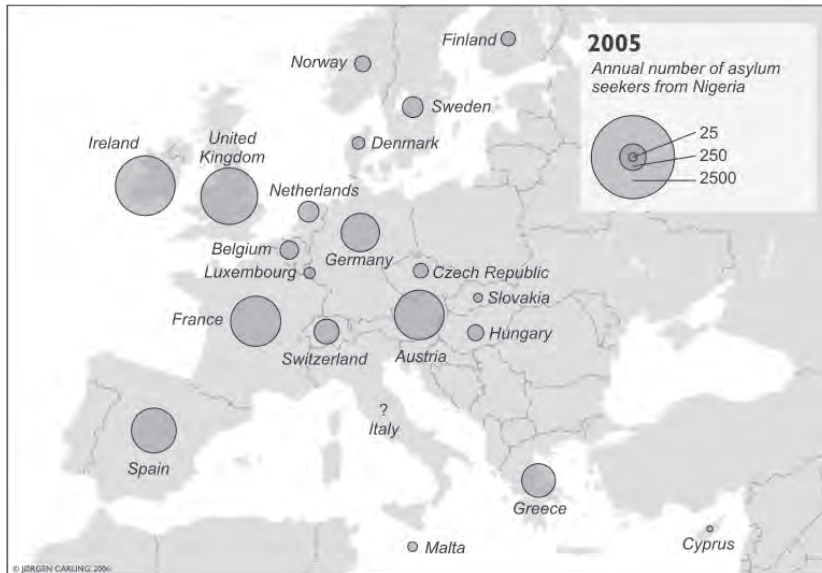 2005
Annual number of asylum
seekers from Nigeria
25
250
2500
Finland
Norway
Sweden
Denmark
Ireland
United
Kingdom
Netherlands
Belgium
Germany
Luxembourg
Czech Republic
Slovakia
France
Switzerland
Austria
Hungary
?
Italy
Spain
Greece
Malta
Cyprus
© JØRGEN CARLING, 2006